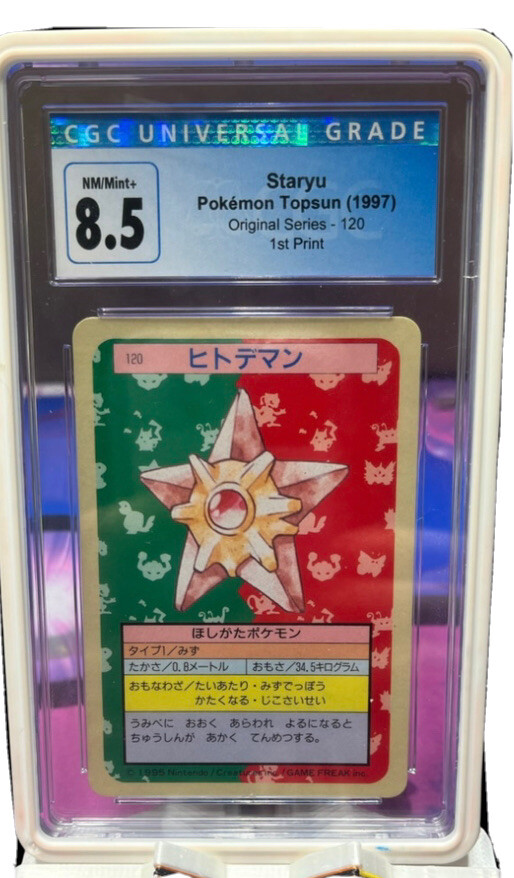 CGC UNIVERSAL GRADE
NM/Mint+
8.5
Staryu
Pokémon Topsun (1997)
Original Series - 120
1st Print
120 ヒトデマン
ほしがたポケモン
タイプ1/みず
たかさ/0.8メートル おもさ/34.5キログラム
おもなわざ/たいあたり・みずでっぽう
かたくなる・じこさいせい
うみべに おおく あらわれ よるになると
ちゅうしんが あかく てんめつする。
© 1995 Nintendo/Creatures inc./GAME FREAK inc.